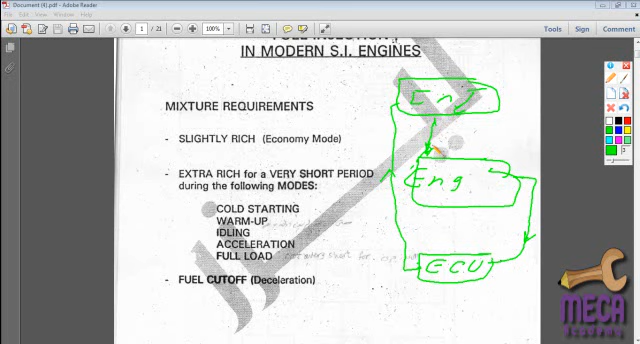 Document (4).pdf - Adobe Reader
File Edit View Window Help
1 / 21 100% Tools Sign Comment
IN MODERN S.I. ENGINES
MIXTURE REQUIREMENTS
- SLIGHTLY RICH (Economy Mode)
- EXTRA RICH for a VERY SHORT PERIOD
during the following MODES:
COLD STARTING
WARM-UP
IDLING
ACCELERATION
FULL LOAD
- FUEL CUTOFF (Deceleration)
Eng
ECU
MECA
Academy